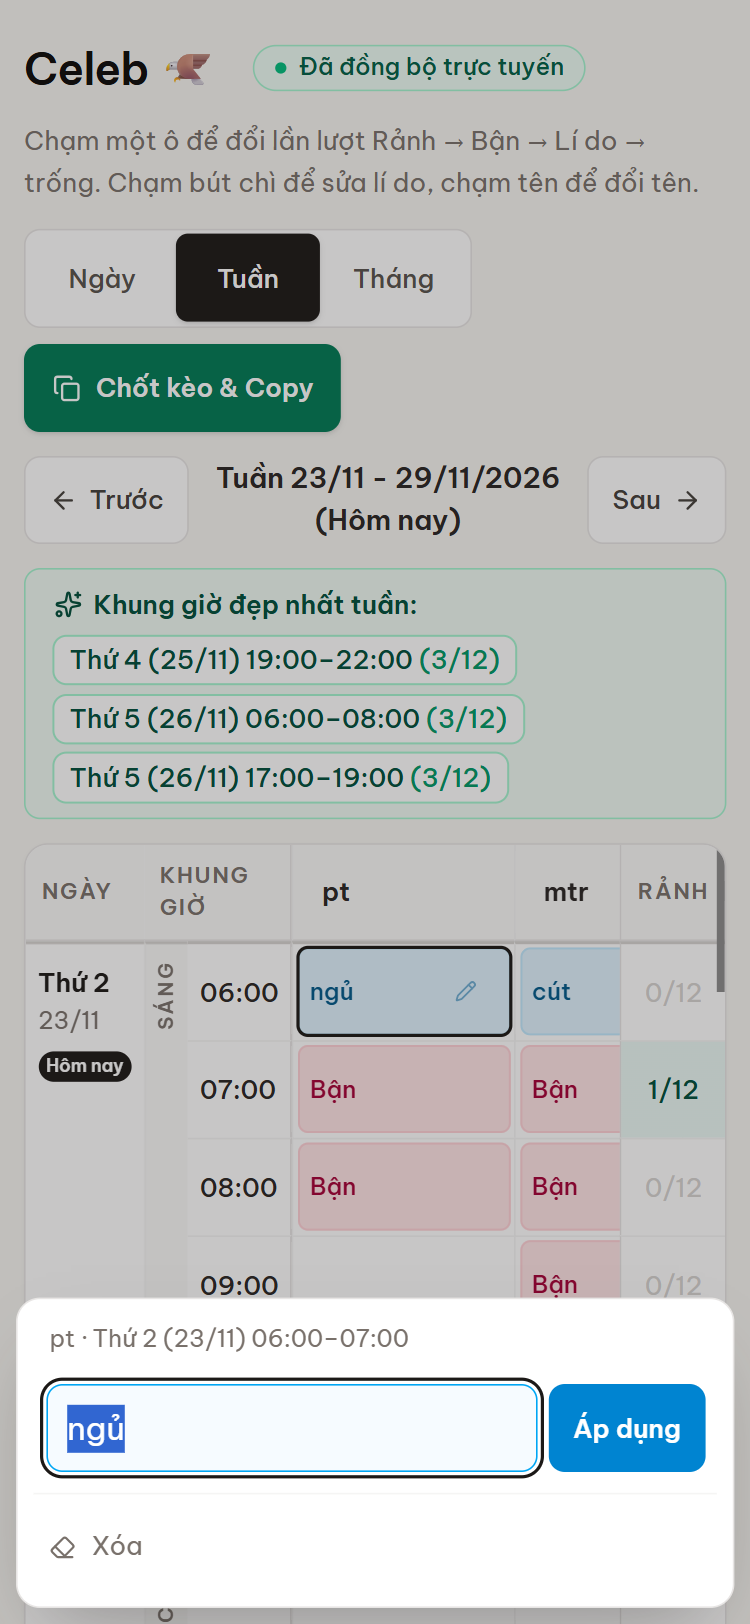 Celeb
Đã đồng bộ trực tuyến
Chạm một ô để đổi lần lượt Rảnh → Bận → Lí do →
trống. Chạm bút chì để sửa lí do, chạm tên để đổi tên.
Ngày Tuần Tháng
Chốt kèo & Copy
← Trước
Tuần 23/11 - 29/11/2026
(Hôm nay)
Sau →
Khung giờ đẹp nhất tuần:
Thứ 4 (25/11) 19:00–22:00 (3/12)
Thứ 5 (26/11) 06:00–08:00 (3/12)
Thứ 5 (26/11) 17:00–19:00 (3/12)
NGÀY
KHUNG
GIỜ
pt mtr RẢNH
Thứ 2
23/11
Hôm nay
SÁNG
06:00 ngủ cút 0/12
07:00 Bận Bận 1/12
08:00 Bận Bận 0/12
09:00 Bận 0/12
pt · Thứ 2 (23/11) 06:00–07:00
ngủ Áp dụng
Xóa